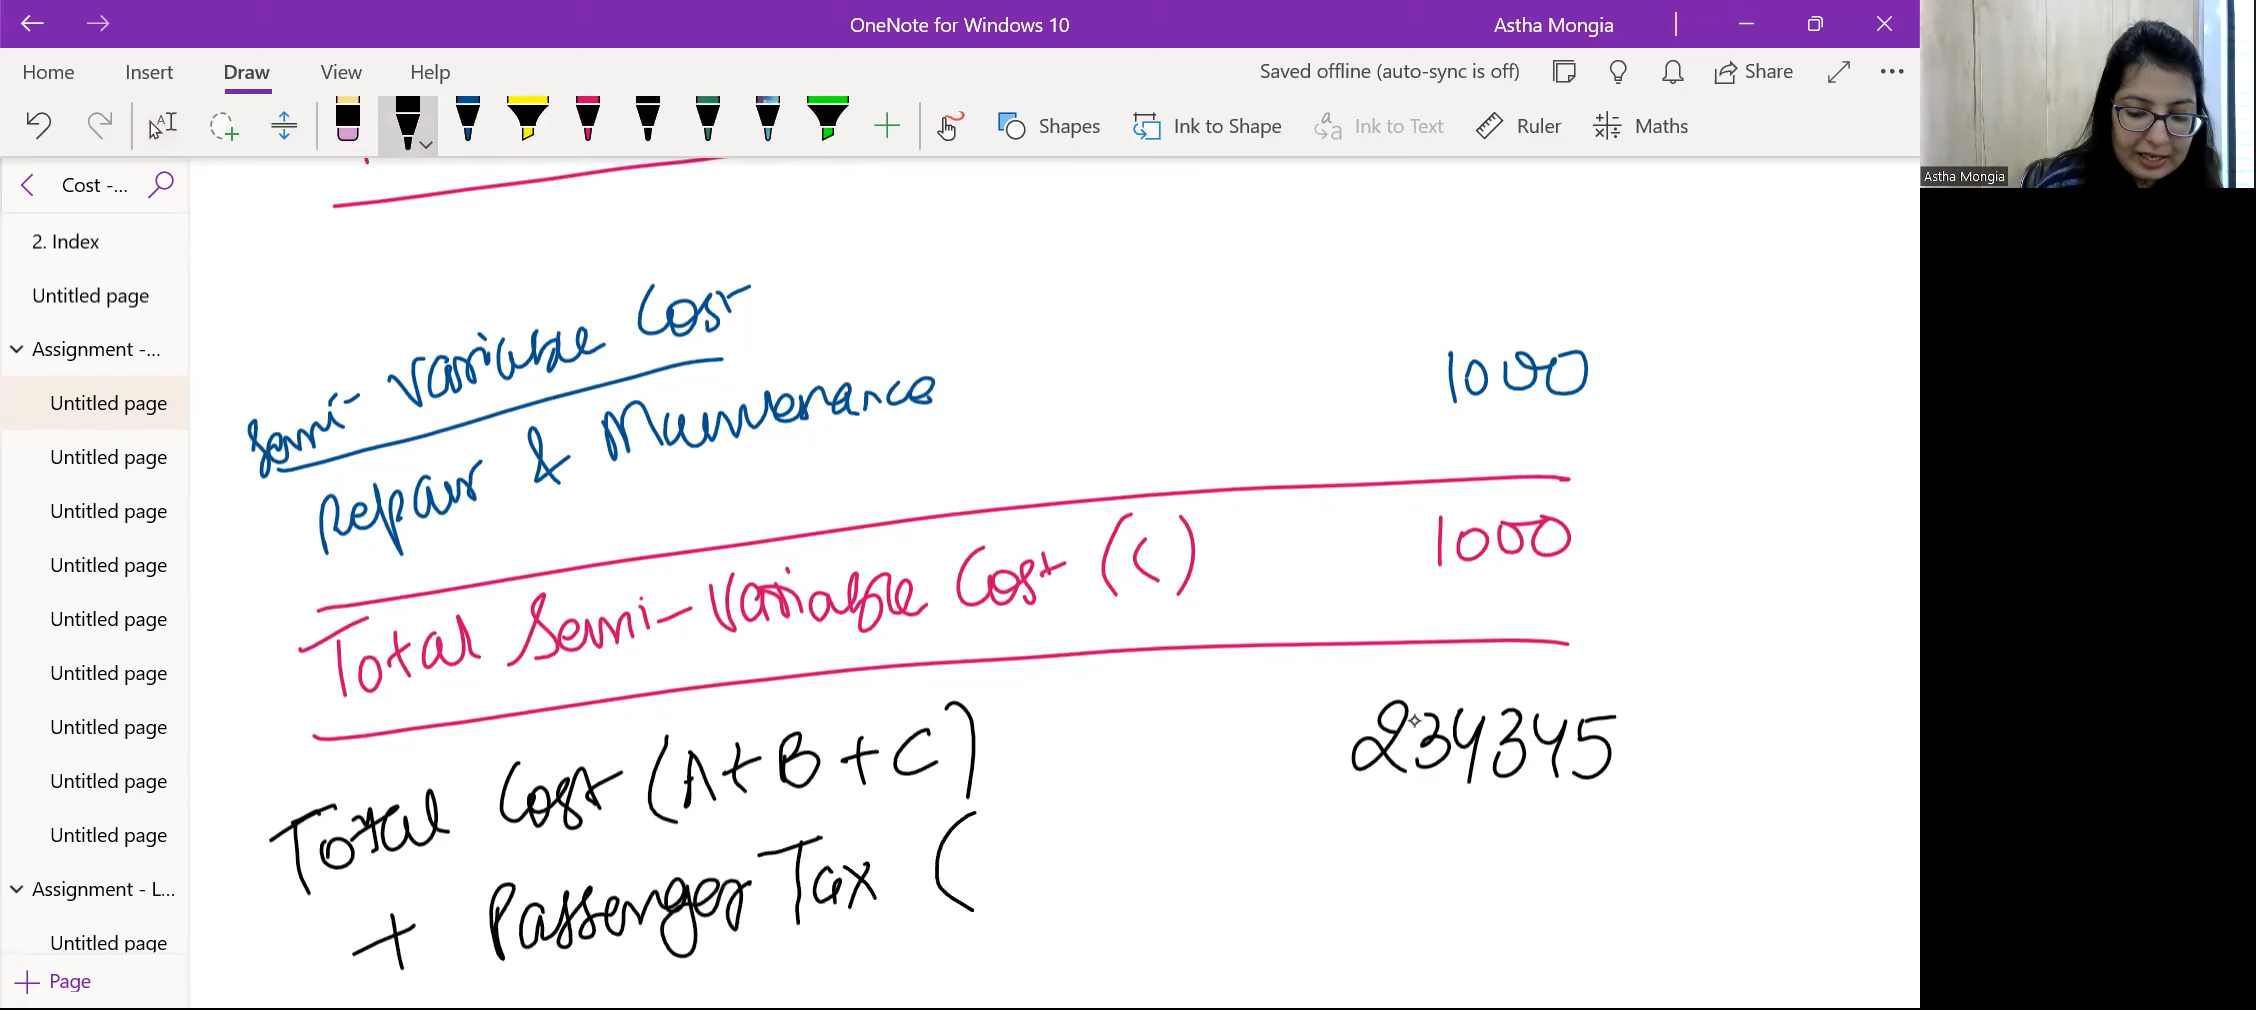 OneNote for Windows 10
Astha Mongia
Home Insert Draw View Help
Saved offline (auto-sync is off) Share
Shapes Ink to Shape Ink to Text Ruler Maths
Astha Mongia
Cost -...
2. Index
Untitled page
Assignment -...
Untitled page
Untitled page
Untitled page
Untitled page
Untitled page
Untitled page
Untitled page
Untitled page
Untitled page
Assignment - L...
Untitled page
Page
Semi-Variable Cost
Repair & Maintenance 1000
Total Semi-Variable Cost (C) 1000
Total Cost (A+B+C) 234345
+ Passenger Tax (